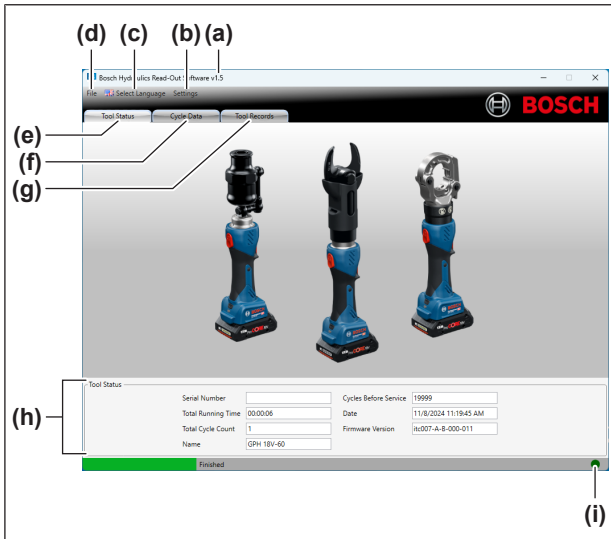 (d) (c) (b) (a)
Bosch Hydraulics Read-Out Software v1.5
File Select Language Settings
BOSCH
Tool Status Cycle Data Tool Records
(e)
(f)
(g)
Tool Status
Serial Number Cycles Before Service 19999
(h)
Total Running Time 00:00:06 Date 11/8/2024 11:19:45 AM
Total Cycle Count 1 Firmware Version itc007-A-8-000-011
Name GPH 18V-60
Finished
(i)